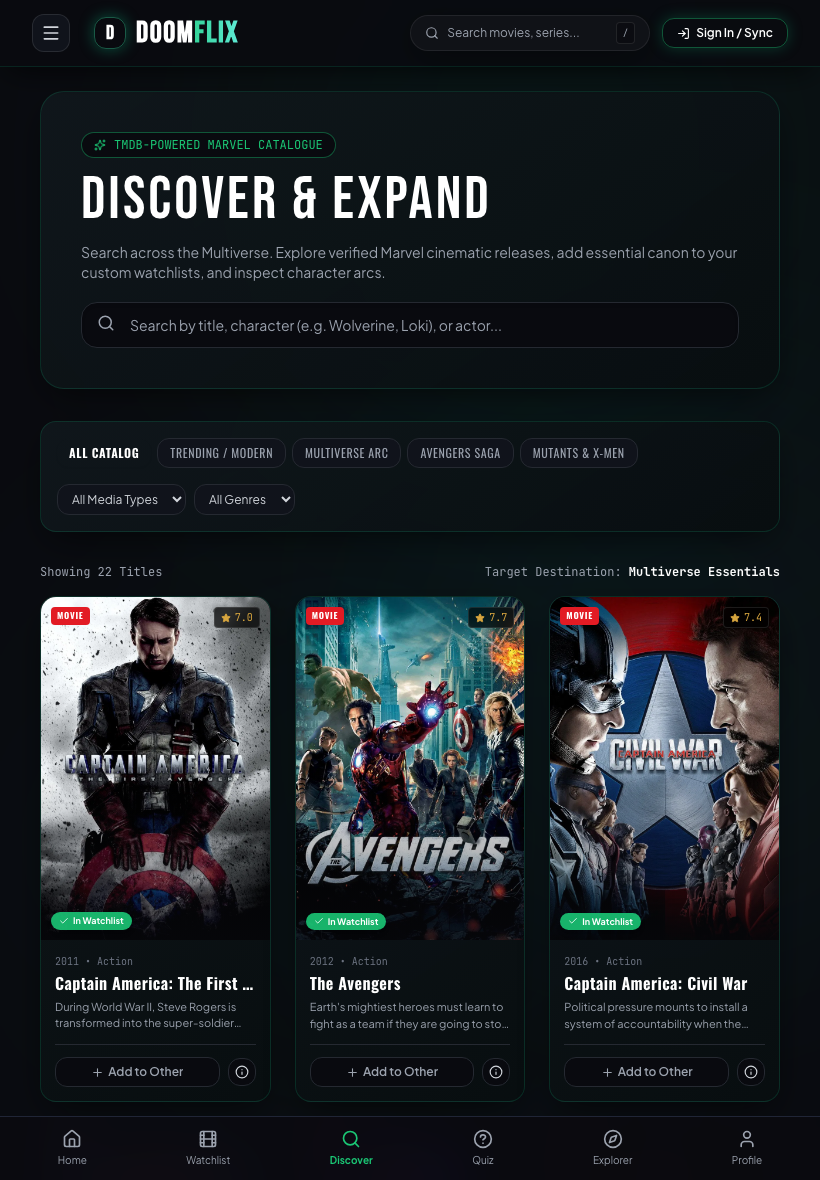 D DOOMFLIX
Search movies, series... /
Sign In / Sync
TMDB-POWERED MARVEL CATALOGUE
DISCOVER & EXPAND
Search across the Multiverse. Explore verified Marvel cinematic releases, add essential canon to your
custom watchlists, and inspect character arcs.
Search by title, character (e.g. Wolverine, Loki), or actor...
ALL CATALOG TRENDING / MODERN MULTIVERSE ARC AVENGERS SAGA MUTANTS & X-MEN
All Media Types All Genres
Showing 22 Titles
Target Destination: Multiverse Essentials
MOVIE 7.0
CAPTAIN AMERICA
THE FIRST AVENGER
In Watchlist
2011 • Action
Captain America: The First ...
During World War II, Steve Rogers is
transformed into the super-soldier...
Add to Other
MOVIE 7.7
THE AVENGERS
In Watchlist
2012 • Action
The Avengers
Earth's mightiest heroes must learn to
fight as a team if they are going to sto...
Add to Other
MOVIE 7.4
CAPTAIN AMERICA
CIVIL WAR
In Watchlist
2016 • Action
Captain America: Civil War
Political pressure mounts to install a
system of accountability when the...
Add to Other
Home Watchlist Discover Quiz Explorer Profile